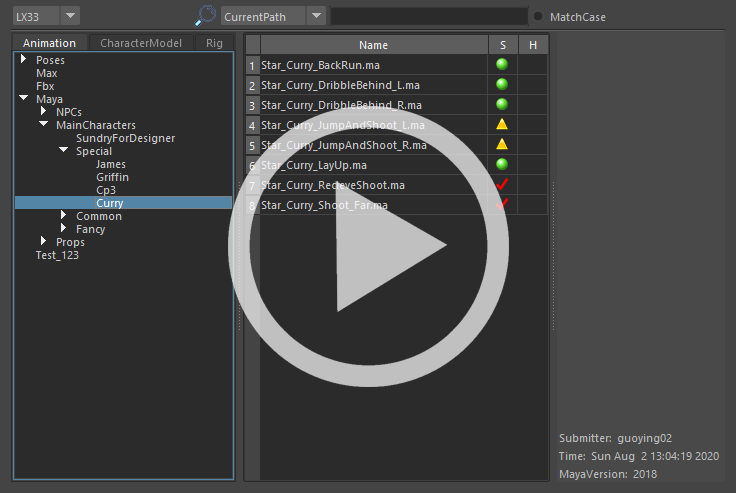 LX33 CurrentPath MatchCase
Animation CharacterModel Rig
Poses
Max
Fbx
Maya
NPCs
MainCharacters
SundryForDesigner
Special
James
Griffin
Cp3
Curry
Common
Fancy
Props
Test_123
Name S H
1 Star_Curry_BackRun.ma
2 Star_Curry_DribbleBehind_L.ma
3 Star_Curry_DribbleBehind_R.ma
4 Star_Curry_JumpAndShoot_L.ma
5 Star_Curry_JumpAndShoot_R.ma
6 Star_Curry_LayUp.ma
7 Star_Curry_RecieveShoot.ma
8 Star_Curry_Shoot_Far.ma
Submitter: guoying02
Time: Sun Aug 2 13:04:19 2020
MayaVersion: 2018